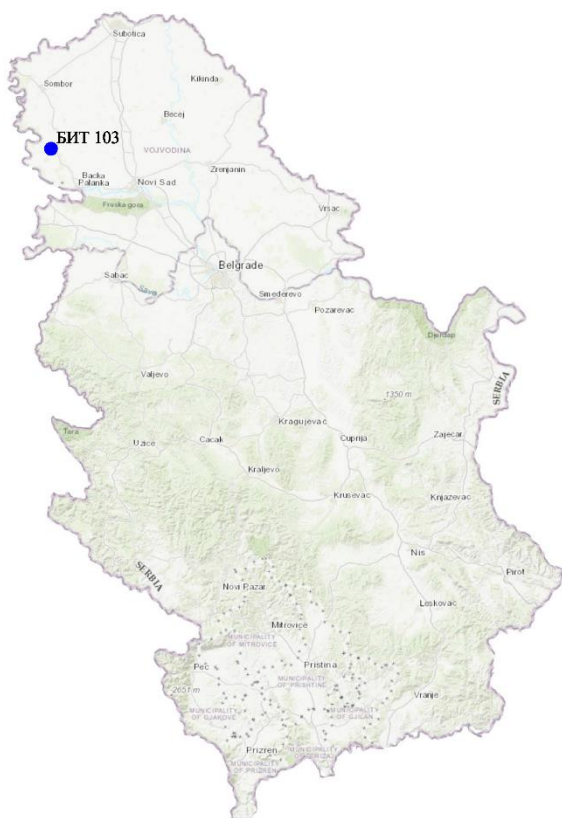 Subotica
Sombor
Kikinda
Becej
БИТ 103
VOJVODINA
Zrenjanin
Backa
Palanka
Novi Sad
Fruska gora
Vrsac
Belgrade
Sabac
Sava
Smederevo
Pozarevac
Djerdap
Valjevo
1350 m
SERBIA
Kragujevac
Tara
Uzice
Cacak
Cuprija
Zajecar
Kraljevo
Krusevac
Knjazevac
Nis
SERBIA
Pirot
Novi Pazar
Leskovac
Mitrovice
MUNICIPALITY
OF MITROVICE
Pristina
Peć
MUNICIPALITY
OF PRISHTINE
2651 m
Vranje
MUNICIPALITY
OF GJAKOVE
MUNICIPALITY
OF GJILAN
Prizren
MUNICIPALITY
MUNICIPALITY
OF PRIZREN